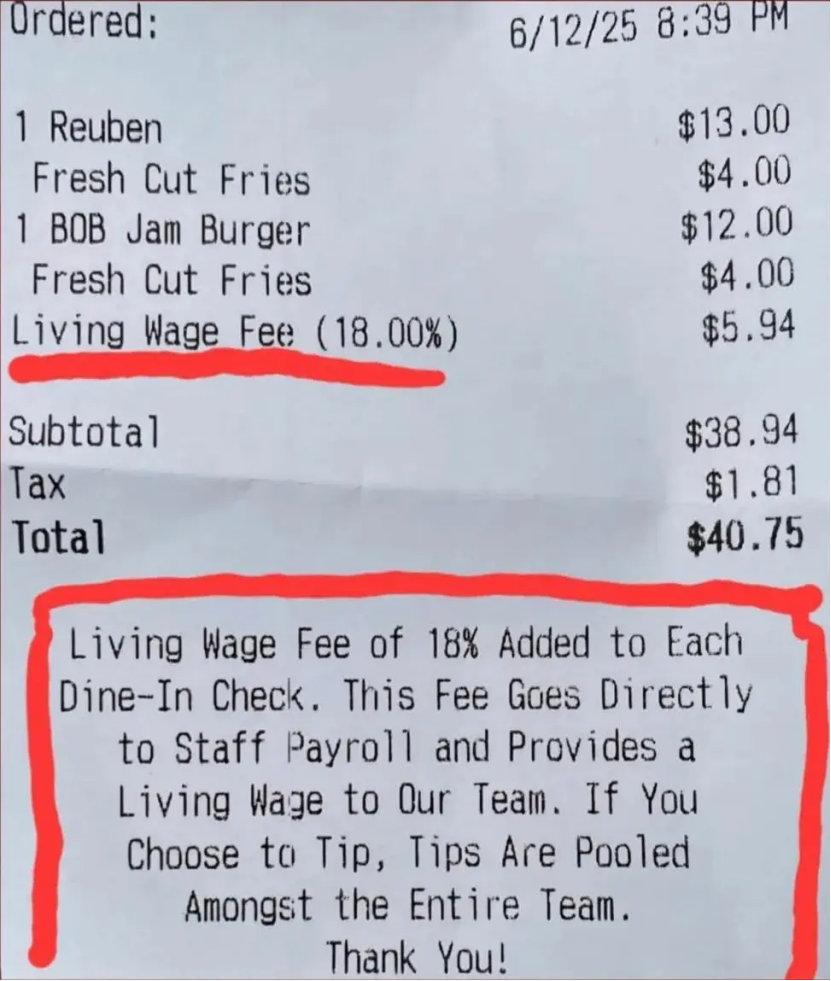 Ordered: 6/12/25 8:39 PM
1 Reuben $13.00
Fresh Cut Fries $4.00
1 BOB Jam Burger $12.00
Fresh Cut Fries $4.00
Living Wage Fee (18.00%) $5.94
Subtotal $38.94
Tax $1.81
Total $40.75
Living Wage Fee of 18% Added to Each
Dine-In Check. This Fee Goes Directly
to Staff Payroll and Provides a
Living Wage to Our Team. If You
Choose to Tip, Tips Are Pooled
Amongst the Entire Team.
Thank You!